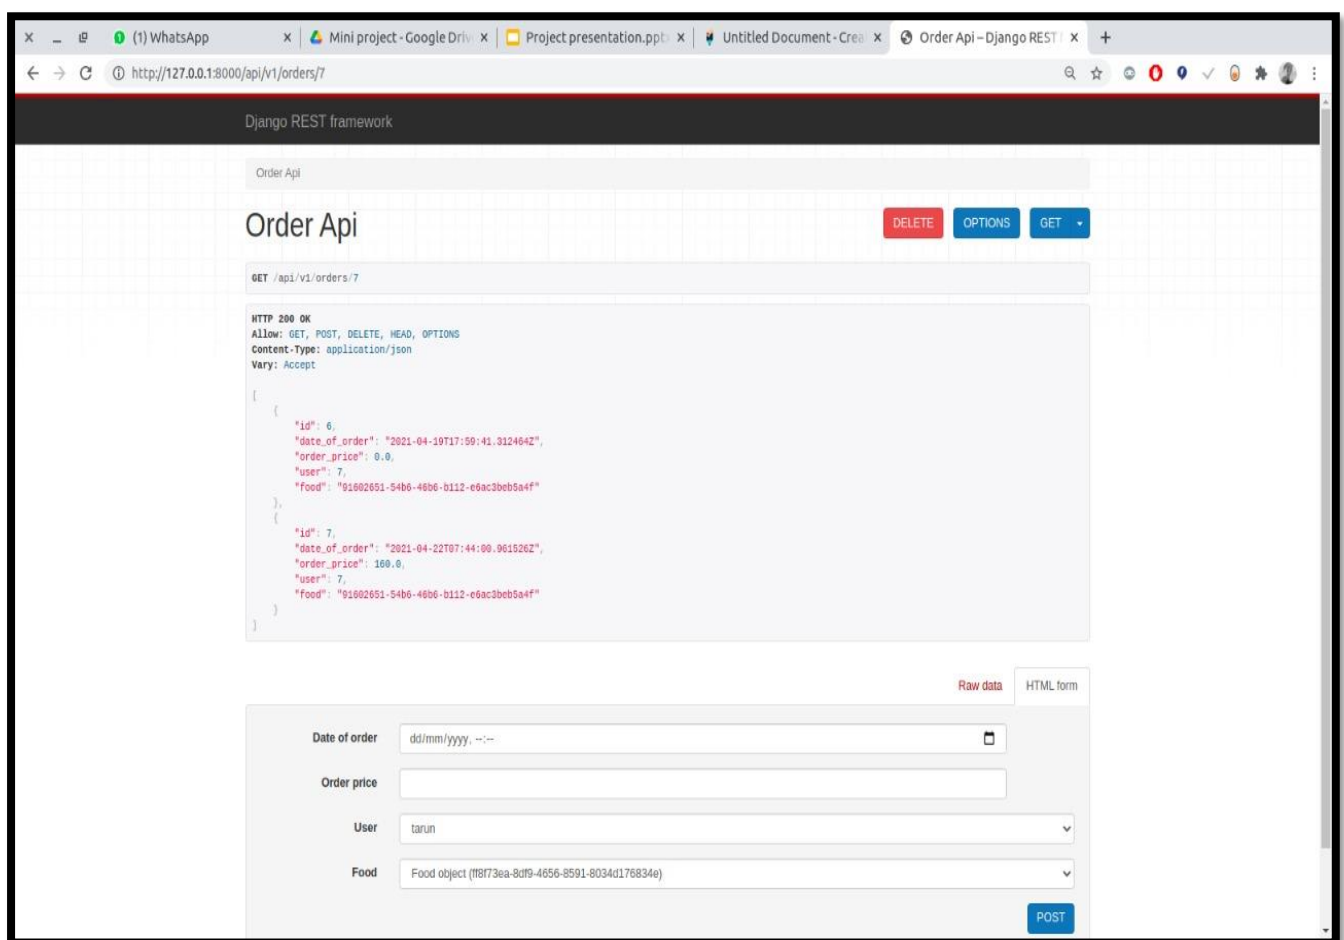 (1) WhatsApp
Mini project - Google Driv
Project presentation.ppt
Untitled Document - Crea
Order Api – Django REST f
http://127.0.0.1:8000/api/v1/orders/7
Django REST framework
Order Api
Order Api
DELETE
OPTIONS
GET
GET /api/v1/orders/7
HTTP 200 OK
Allow: GET, POST, DELETE, HEAD, OPTIONS
Content-Type: application/json
Vary: Accept
[
{
"id": 6,
"date_of_order": "2021-04-19T17:59:41.312464Z",
"order_price": 0.0,
"user": 7,
"food": "91602651-54b6-46b6-b112-e6ac3beb5a4f"
},
{
"id": 7,
"date_of_order": "2021-04-22T07:44:00.961526Z",
"order_price": 160.0,
"user": 7,
"food": "91602651-54b6-46b6-b112-e6ac3beb5a4f"
}
]
Raw data
HTML form
Date of order
dd/mm/yyyy, --:--
Order price
User
tarun
Food
Food object (ff8f73ea-8df9-4656-8591-8034d176834e)
POST